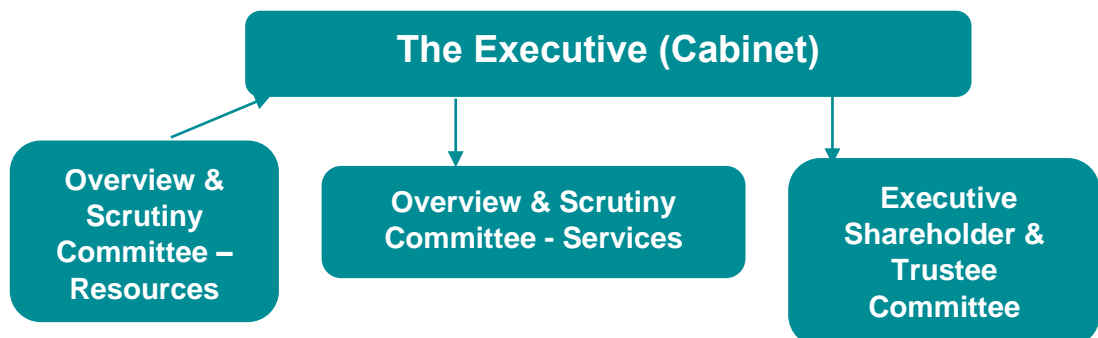 The Executive (Cabinet)
Overview &
Scrutiny
Committee –
Resources
Overview & Scrutiny
Committee - Services
Executive
Shareholder &
Trustee
Committee